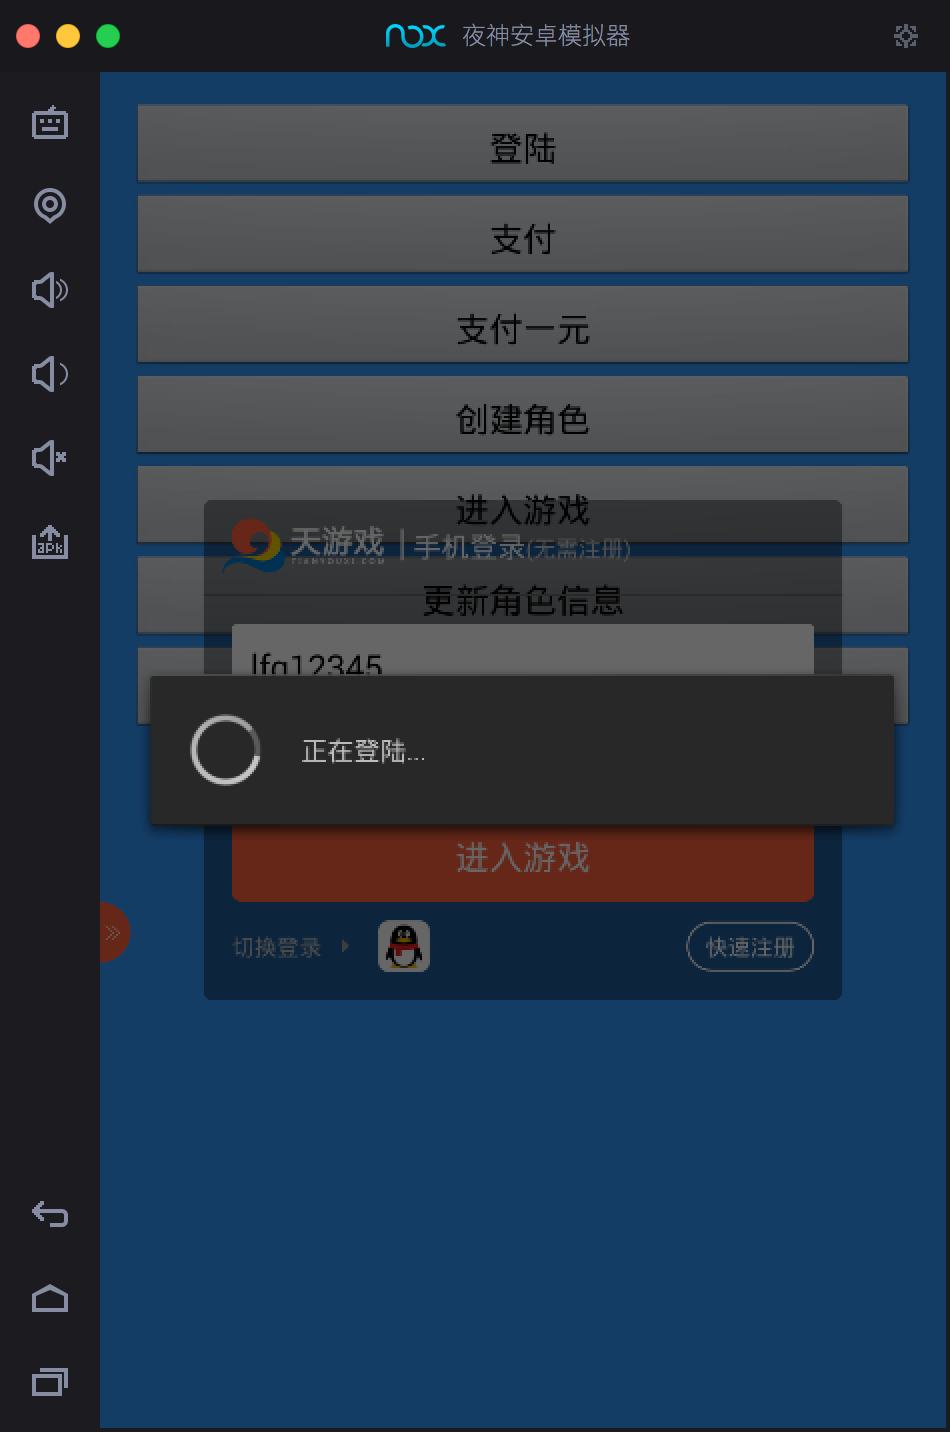 nox 夜神安卓模拟器
登陆
支付
支付一元
创建角色
进入游戏
天游戏 | 手机登录(无需注册)
TIANYOUXI.COM
更新角色信息
lfq12345
正在登陆...
进入游戏
切换登录
快速注册
apk